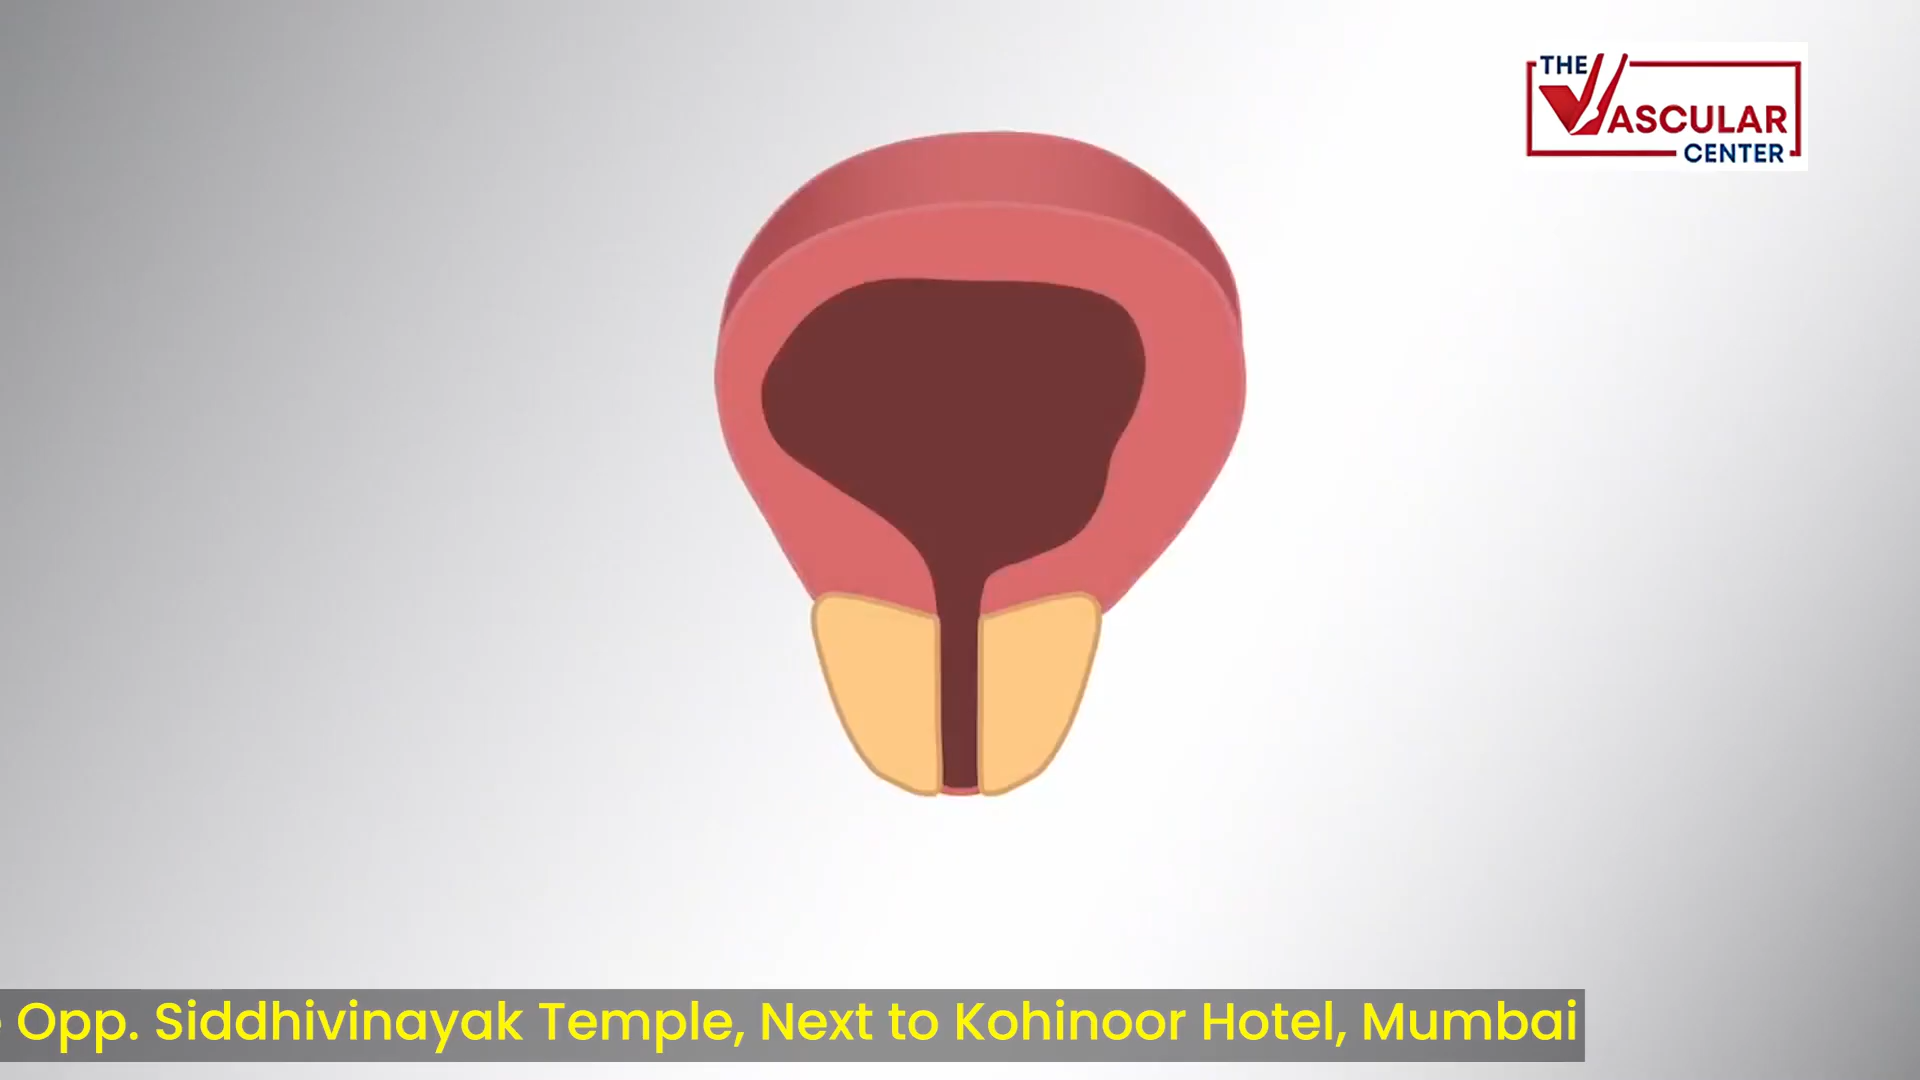 THE
VASCULAR
CENTER
Opp. Siddhivinayak Temple, Next to Kohinoor Hotel, Mumbai